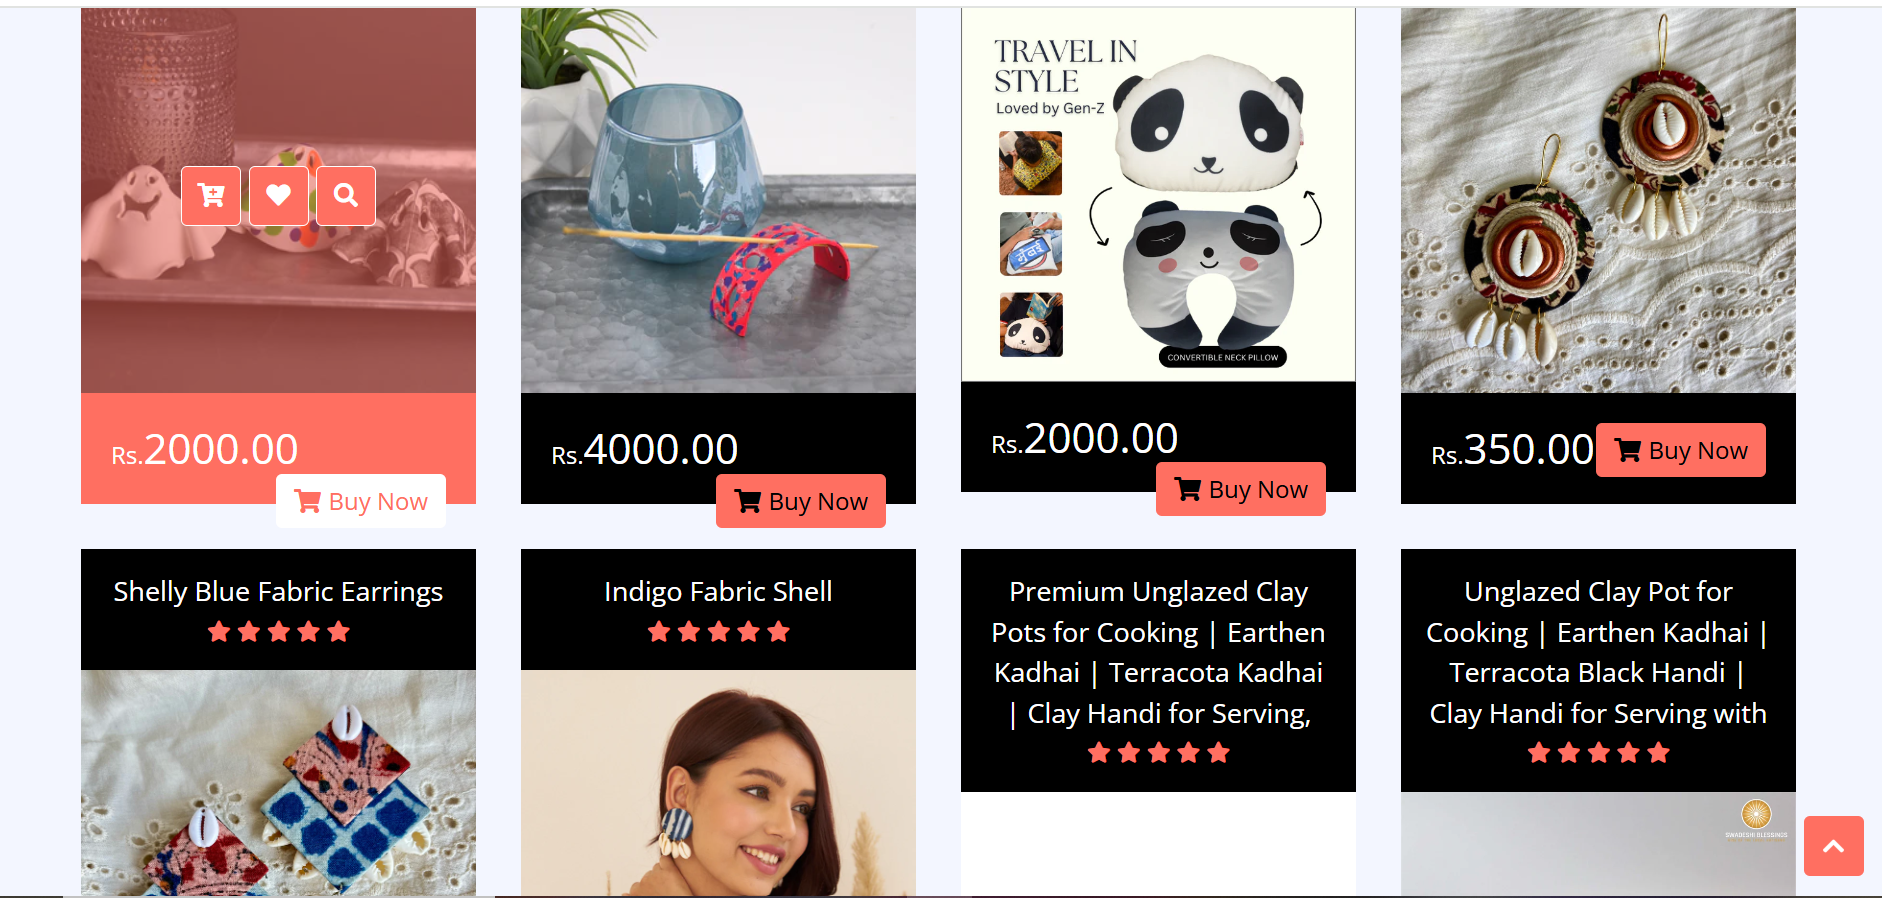 TRAVEL IN
STYLE
Loved by Gen-Z
CONVERTIBLE NECK PILLOW
Rs.2000.00
Buy Now
Rs.4000.00
Buy Now
Rs.2000.00
Buy Now
Rs.350.00
Buy Now
Shelly Blue Fabric Earrings
Indigo Fabric Shell
Premium Unglazed Clay
Pots for Cooking | Earthen
Kadhai | Terracota Kadhai
| Clay Handi for Serving,
Unglazed Clay Pot for
Cooking | Earthen Kadhai |
Terracota Black Handi |
Clay Handi for Serving with
SWADESHI BLESSINGS